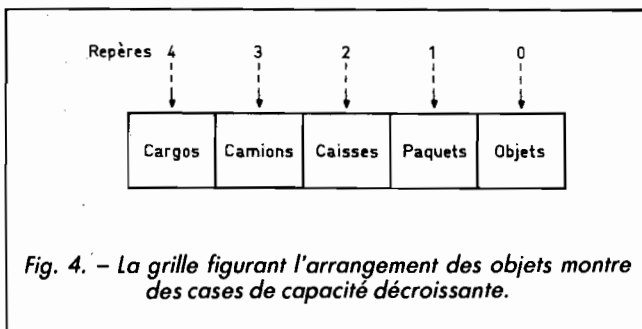 Repères 4 3 2 1 0
Cargos Camions Caisses Paquets Objets
Fig. 4. – La grille figurant l'arrangement des objets montre
des cases de capacité décroissante.